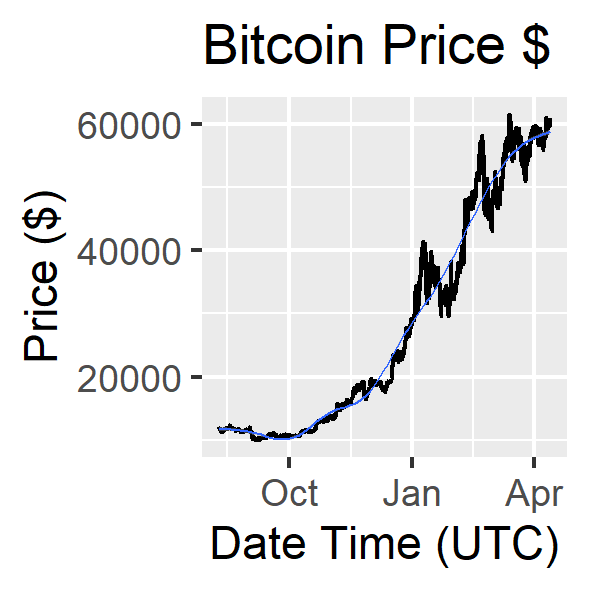 Bitcoin Price $
Price ($)
60000
40000
20000
Oct Jan Apr
Date Time (UTC)